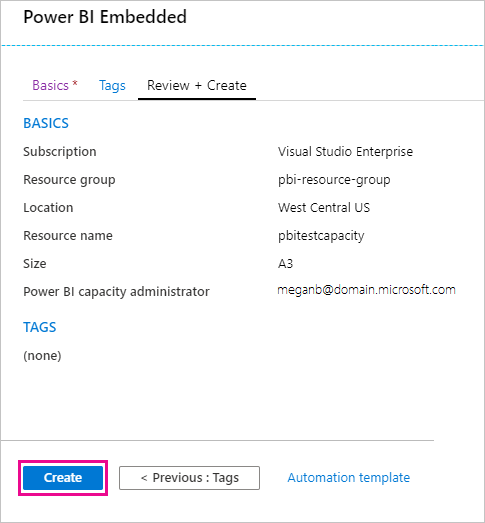 Power BI Embedded
Basics * Tags Review + Create
BASICS
Subscription Visual Studio Enterprise
Resource group pbi-resource-group
Location West Central US
Resource name pbitestcapacity
Size A3
Power BI capacity administrator meganb@domain.microsoft.com
TAGS
(none)
Create < Previous : Tags Automation template